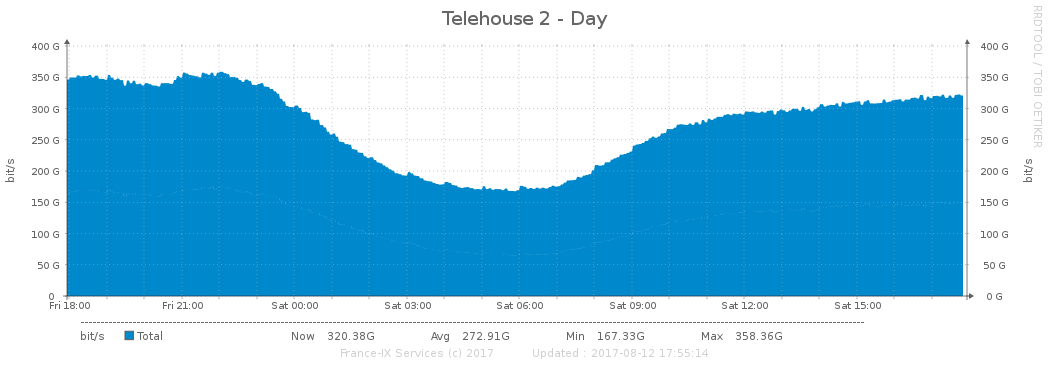 Telehouse 2 - Day
RRDTOOL / TOBI OETIKER
400 G 400 G
350 G 350 G
300 G 300 G
250 G 250 G
200 G 200 G
150 G 150 G
100 G 100 G
50 G 50 G
0 0 G
bit/s bit/s
Fri 18:00 Fri 21:00 Sat 00:00 Sat 03:00 Sat 06:00 Sat 09:00 Sat 12:00 Sat 15:00
bit/s Total Now 320.38G Avg 272.91G Min 167.33G Max 358.36G
France-IX Services (c) 2017 Updated : 2017-08-12 17:55:14